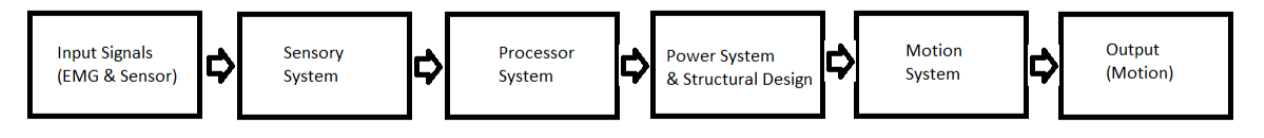 Input Signals
(EMG & Sensor)
Sensory
System
Processor
System
Power System
& Structural Design
Motion
System
Output
(Motion)